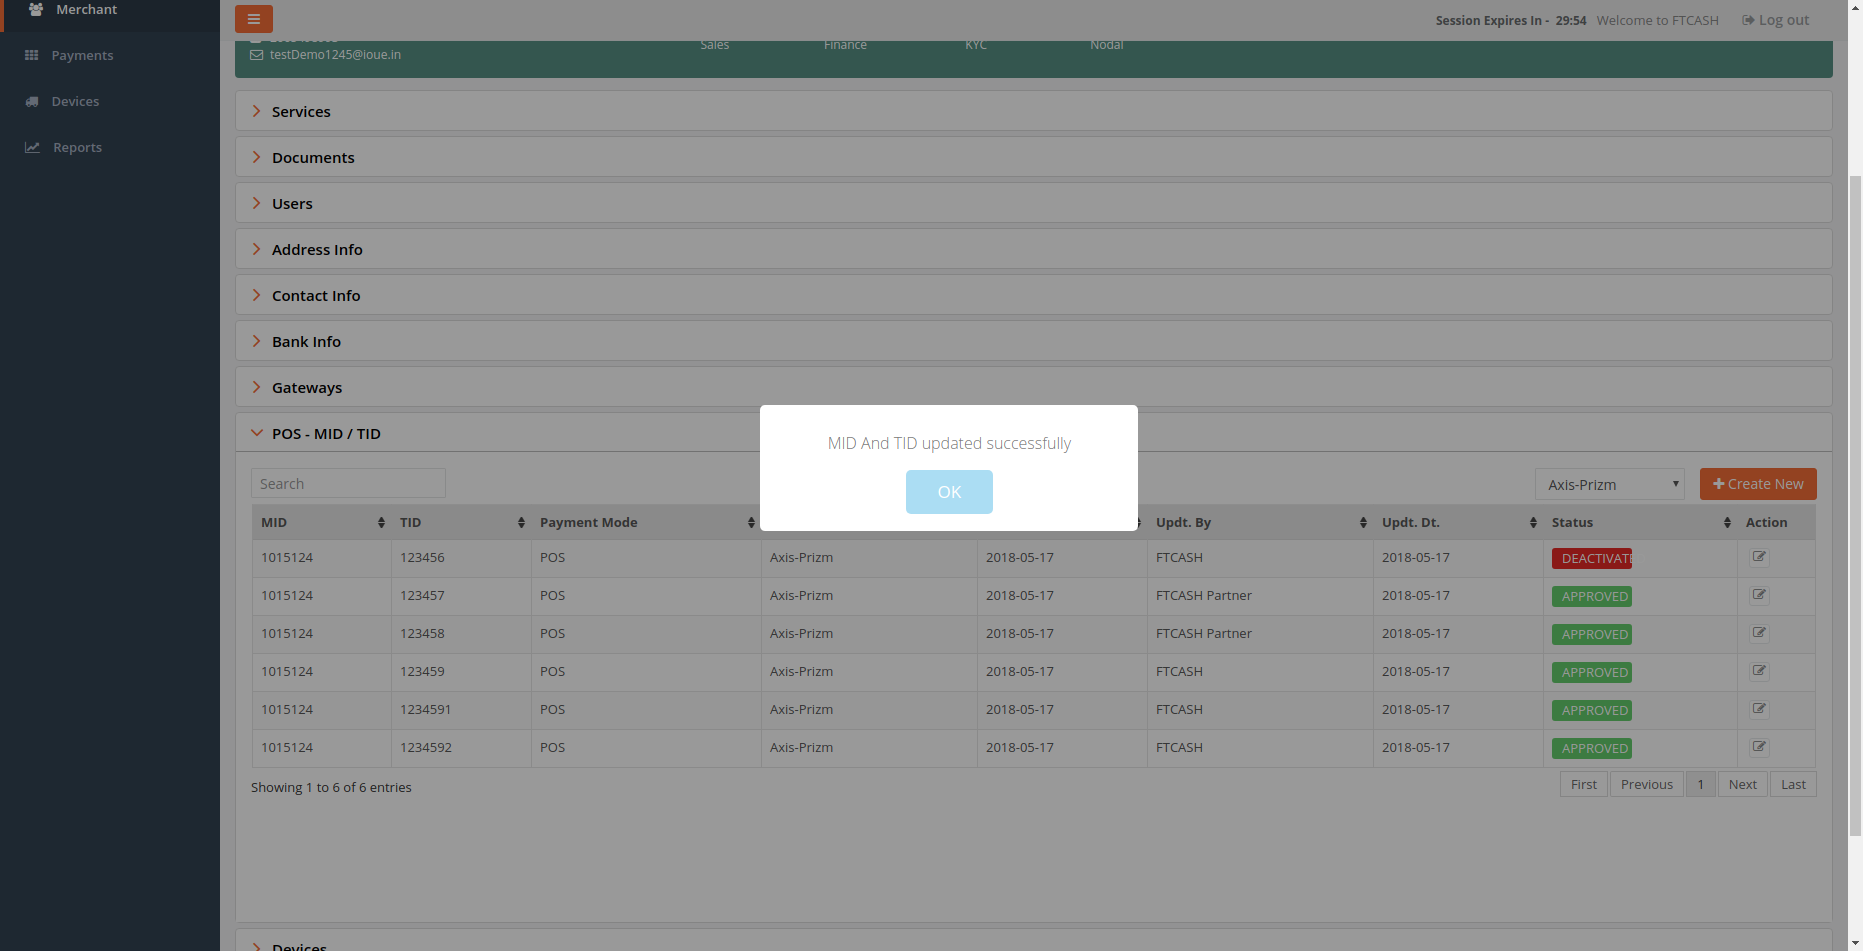 Merchant
Payments
Devices
Reports
Session Expires In - 29:54 Welcome to FTCASH Log out
testDemo1245@ioue.in
Sales Finance KYC Nodal
Services
Documents
Users
Address Info
Contact Info
Bank Info
Gateways
POS - MID / TID
MID And TID updated successfully
OK
Search Axis-Prizm Create New
MID TID Payment Mode Updt. By Updt. Dt. Status Action
1015124 123456 POS Axis-Prizm 2018-05-17 FTCASH 2018-05-17 DEACTIVATE
1015124 123457 POS Axis-Prizm 2018-05-17 FTCASH Partner 2018-05-17 APPROVED
1015124 123458 POS Axis-Prizm 2018-05-17 FTCASH Partner 2018-05-17 APPROVED
1015124 123459 POS Axis-Prizm 2018-05-17 FTCASH 2018-05-17 APPROVED
1015124 1234591 POS Axis-Prizm 2018-05-17 FTCASH 2018-05-17 APPROVED
1015124 1234592 POS Axis-Prizm 2018-05-17 FTCASH 2018-05-17 APPROVED
Showing 1 to 6 of 6 entries
First Previous 1 Next Last
Devices